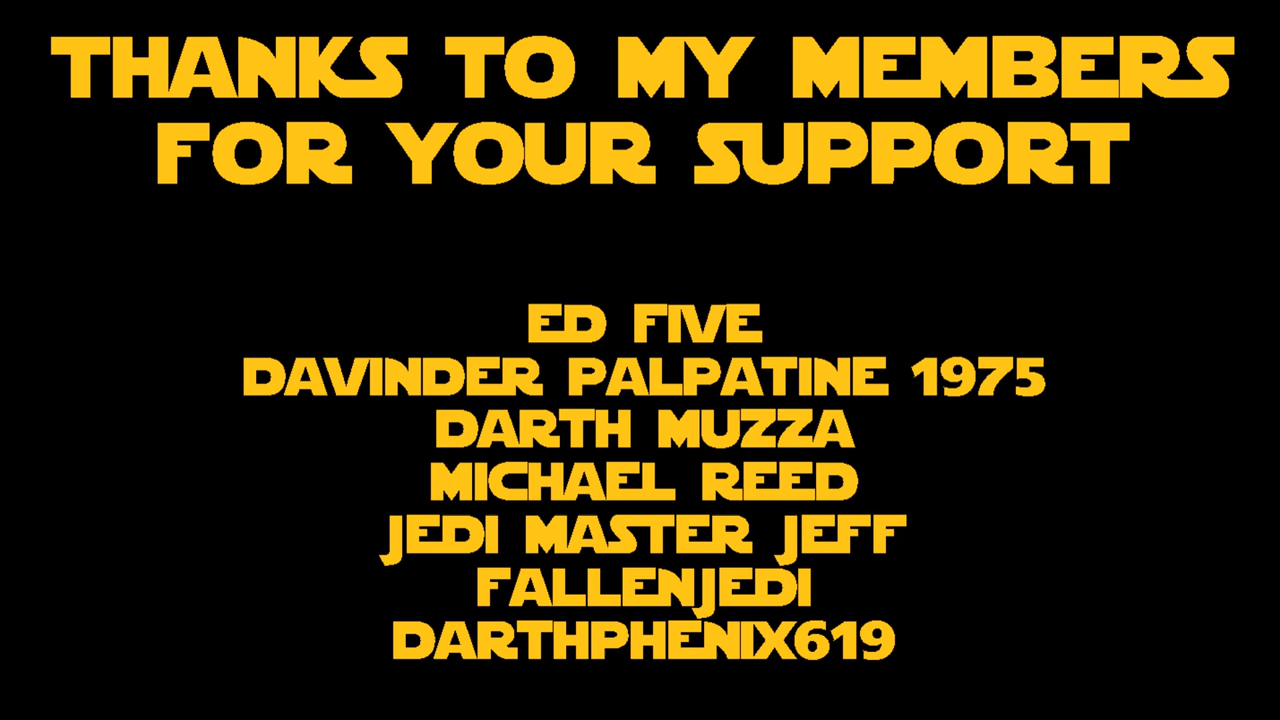 THANKS TO MY MEMBERS
FOR YOUR SUPPORT
ED FIVE
DAVINDER PALPATINE 1975
DARTH MUZZA
MICHAEL REED
JEDI MASTER JEFF
FALLENJEDI
DARTHPHENIX619